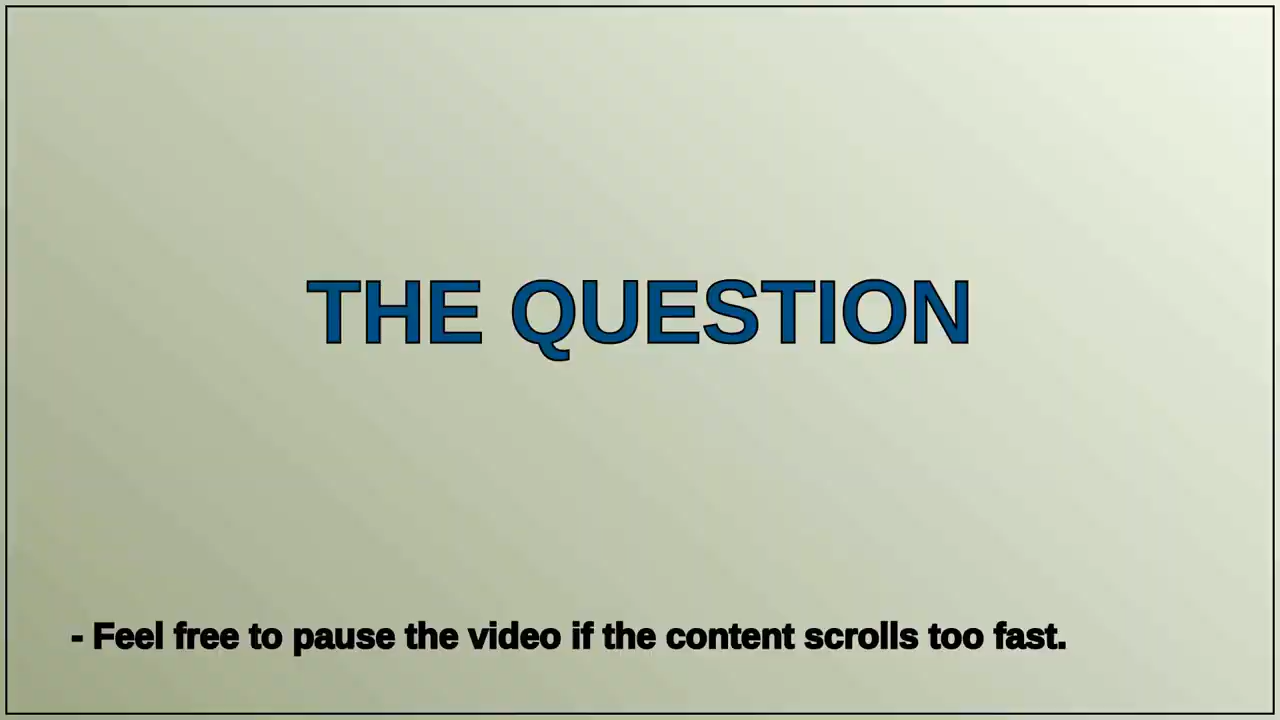 THE QUESTION
- Feel free to pause the video if the content scrolls too fast.